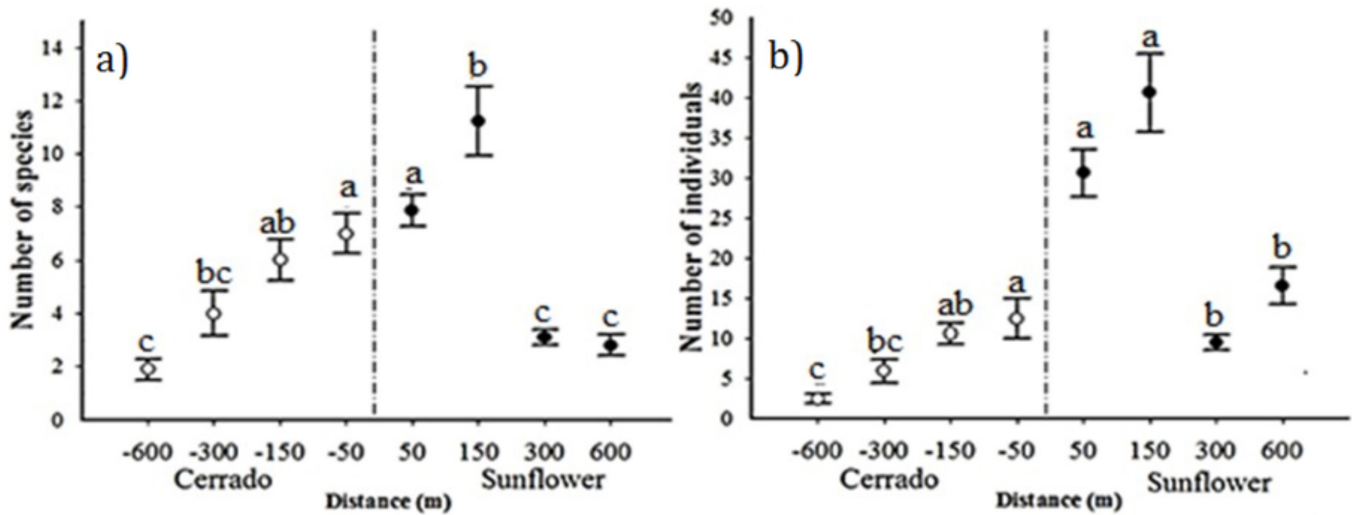 a)
Number of species
14
12
10
8
6
4
2
0
c
bc
ab
a
a
b
c
c
-600 -300 -150 -50 50 150 300 600
Cerrado Sunflower
Distance (m)
b)
Number of individuals
50
45
40
35
30
25
20
15
10
5
0
c
bc
ab
a
a
a
b
b
-600 -300 -150 -50 50 150 300 600
Cerrado Sunflower
Distance (m)